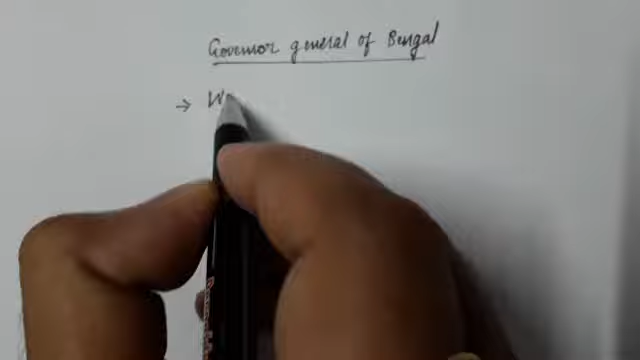 Governor general of Bengal
→ W